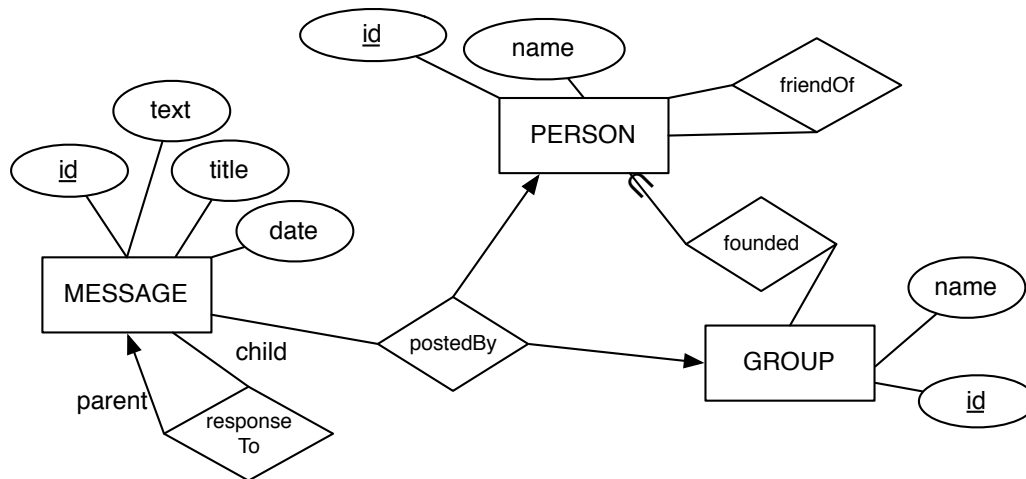 id
name
friendOf
text
PERSON
id
title
date
founded
MESSAGE
name
postedBy
child
GROUP
parent
response
To
id